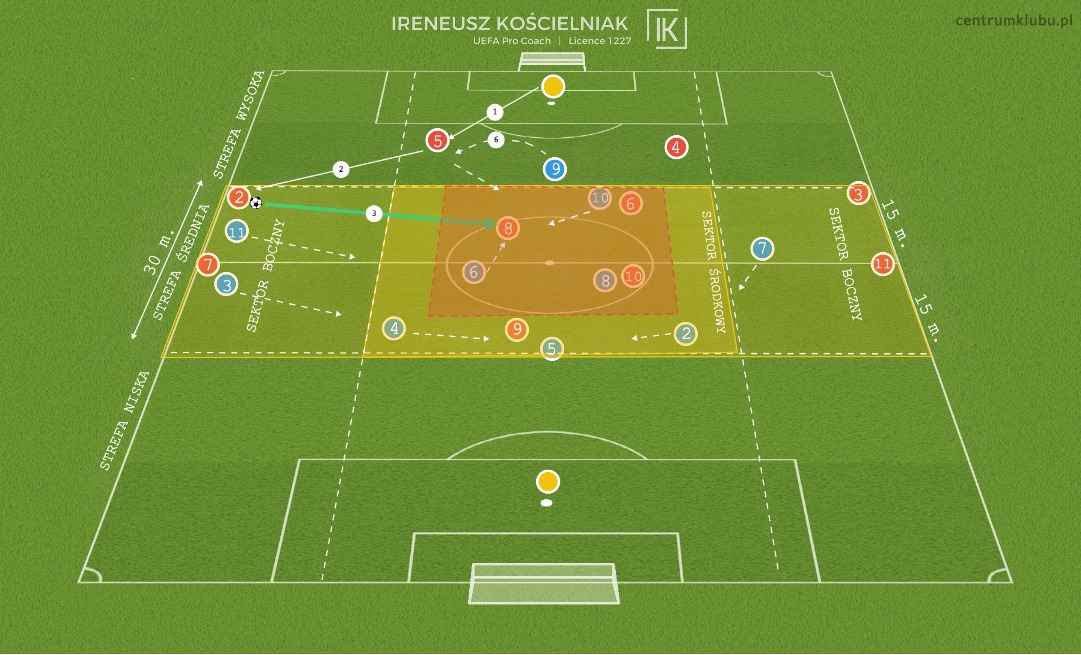 IRENEUSZ KOŚCIELNIAK
UEFA Pro Coach | Licence 1227
IK
centrumklubu.pl
STREFA WYSOKA
1
5
6
4
9
2
2
10
6
3
3
11
8
SEKTOR BOCZNY
SEKTOR ŚRODKOWY
7
SEKTOR BOCZNY
15 m.
30 m.
STREFA ŚREDNIA
7
3
6
8
10
11
15 m.
4
9
5
2
STREFA NISKA